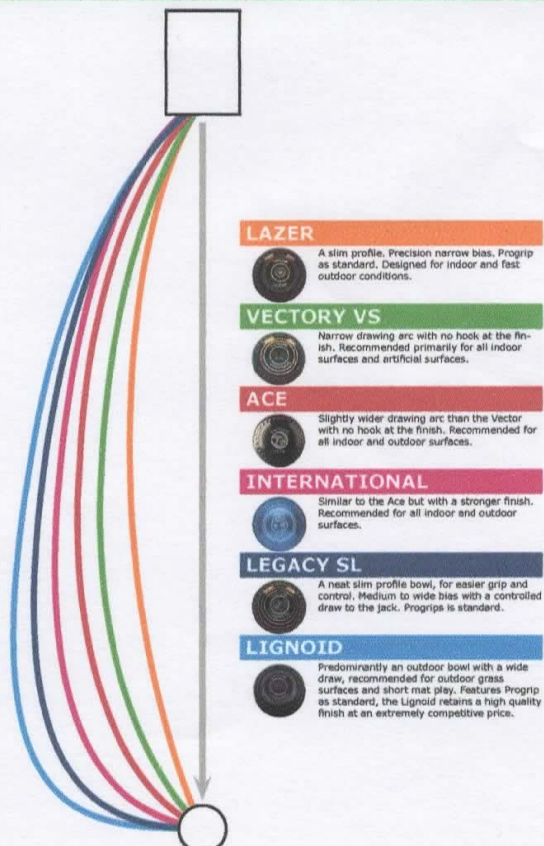 LAZER
A slim profile. Precision narrow bias. Progrip
as standard. Designed for indoor and fast
outdoor conditions.
VECTORY VS
Narrow drawing arc with no hook at the fin-
ish. Recommended primarily for all indoor
surfaces and artificial surfaces.
ACE
Slightly wider drawing arc than the Vector
with no hook at the finish. Recommended for
all indoor and outdoor surfaces.
INTERNATIONAL
Similar to the Ace but with a stronger finish.
Recommended for all indoor and outdoor
surfaces.
LEGACY SL
A neat slim profile bowl, for easier grip and
control. Medium to wide bias with a controlled
draw to the jack. Progrips is standard.
LIGNOID
Predominantly an outdoor bowl with a wide
draw, recommended for outdoor grass
surfaces and short mat play. Features Progrip
as standard, the Lignoid retains a high quality
finish at an extremely competitive price.